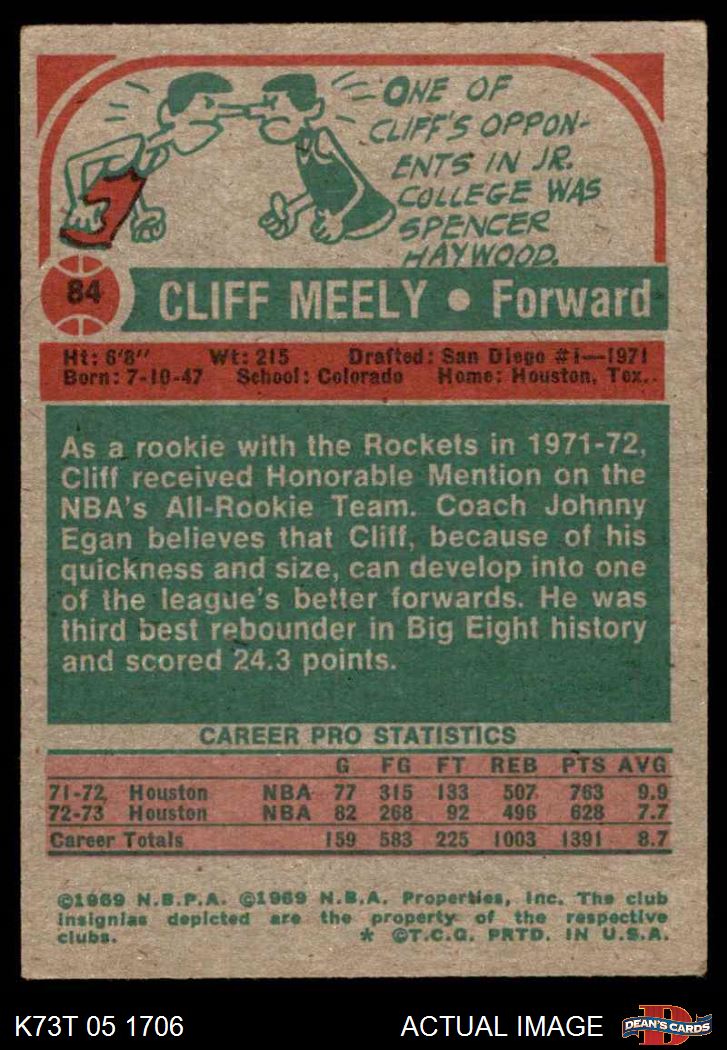 ONE OF
CLIFF'S OPPON-
ENTS IN JR.
COLLEGE WAS
SPENCER
HAYWOOD.
84
CLIFF MEELY • Forward
Ht: 6'8" Wt: 215 Drafted: San Diego #1—1971
Born: 7-10-47 School: Colorado Home: Houston, Tex.
As a rookie with the Rockets in 1971-72,
Cliff received Honorable Mention on the
NBA's All-Rookie Team. Coach Johnny
Egan believes that Cliff, because of his
quickness and size, can develop into one
of the league's better forwards. He was
third best rebounder in Big Eight history
and scored 24.3 points.
CAREER PRO STATISTICS
G FG FT REB PTS AVG
71-72 Houston NBA 77 315 133 507 763 9.9
72-73 Houston NBA 82 268 92 496 628 7.7
Career Totals 159 583 225 1003 1391 8.7
©1969 N.B.P.A. ©1969 N.B.A. Properties, Inc. The club
insignias depicted are the property of the respective
clubs. * ©T.C.G. PRTD. IN U.S.A.
K73T 05 1706 ACTUAL IMAGE D DEAN'S CARDS